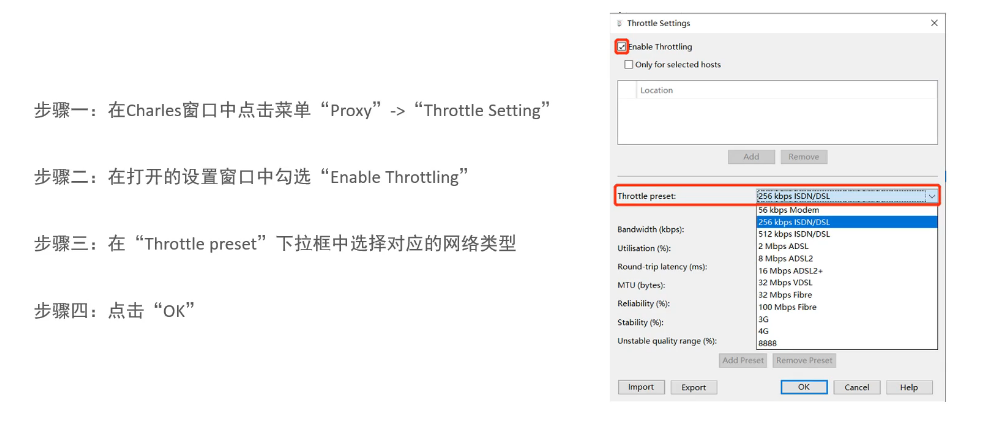 步骤一：在Charles窗口中点击菜单“Proxy”->“Throttle Setting”
步骤二：在打开的设置窗口中勾选“Enable Throttling”
步骤三：在“Throttle preset”下拉框中选择对应的网络类型
步骤四：点击“OK”
Throttle Settings
Enable Throttling
Only for selected hosts
Location
Add Remove
Throttle preset: 256 kbps ISDN/DSL
56 kbps Modem
256 kbps ISDN/DSL
512 kbps ISDN/DSL
2 Mbps ADSL
8 Mbps ADSL2
16 Mbps ADSL2+
32 Mbps VDSL
32 Mbps Fibre
100 Mbps Fibre
3G
4G
8888
Bandwidth (kbps):
Utilisation (%):
Round-trip latency (ms):
MTU (bytes):
Reliability (%):
Stability (%):
Unstable quality range (%):
Add Preset Remove Preset
Import Export OK Cancel Help